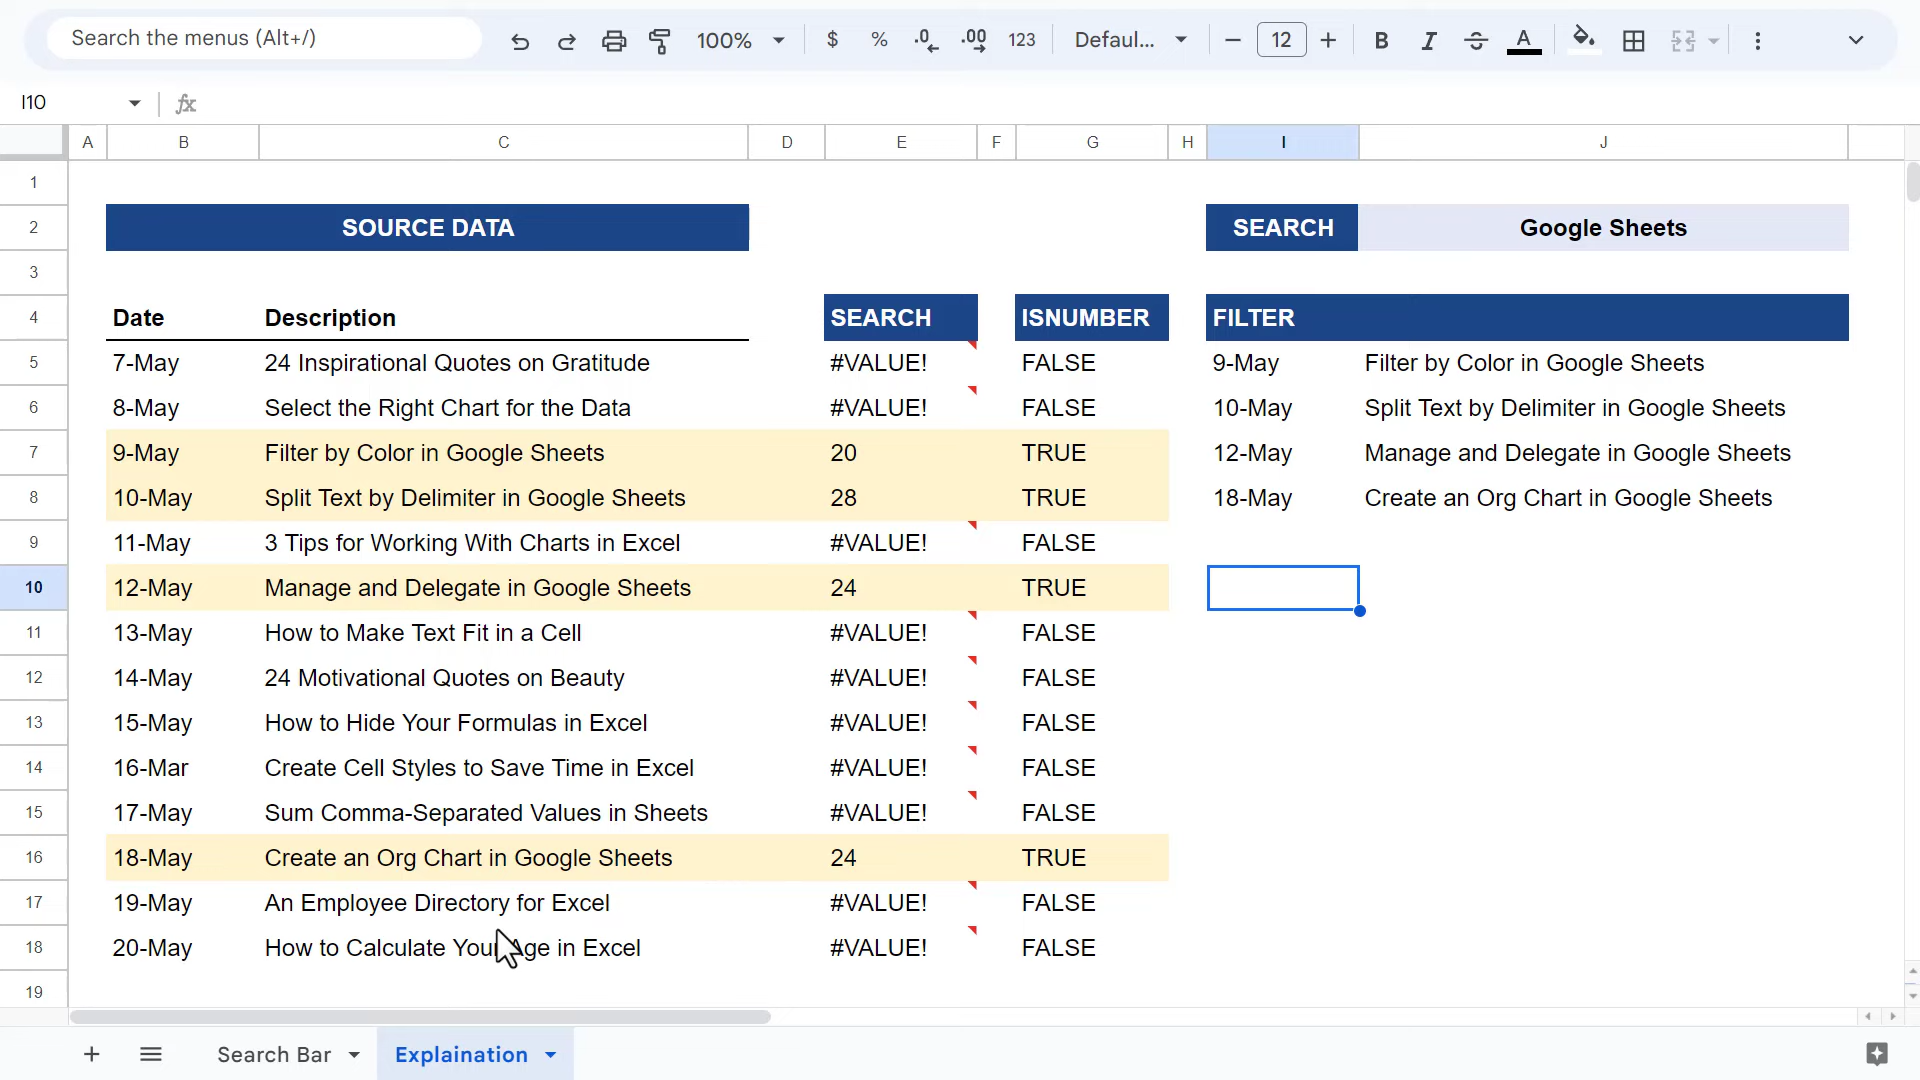 Search the menus (Alt+/)
100%
$
%
.0
.00
123
Defaul...
12
B
I
S
A
I10
fx
A B C D E F G H I J
1
2 SOURCE DATA SEARCH Google Sheets
3
4 Date Description SEARCH ISNUMBER FILTER
5 7-May 24 Inspirational Quotes on Gratitude #VALUE! FALSE 9-May Filter by Color in Google Sheets
6 8-May Select the Right Chart for the Data #VALUE! FALSE 10-May Split Text by Delimiter in Google Sheets
7 9-May Filter by Color in Google Sheets 20 TRUE 12-May Manage and Delegate in Google Sheets
8 10-May Split Text by Delimiter in Google Sheets 28 TRUE 18-May Create an Org Chart in Google Sheets
9 11-May 3 Tips for Working With Charts in Excel #VALUE! FALSE
10 12-May Manage and Delegate in Google Sheets 24 TRUE
11 13-May How to Make Text Fit in a Cell #VALUE! FALSE
12 14-May 24 Motivational Quotes on Beauty #VALUE! FALSE
13 15-May How to Hide Your Formulas in Excel #VALUE! FALSE
14 16-Mar Create Cell Styles to Save Time in Excel #VALUE! FALSE
15 17-May Sum Comma-Separated Values in Sheets #VALUE! FALSE
16 18-May Create an Org Chart in Google Sheets 24 TRUE
17 19-May An Employee Directory for Excel #VALUE! FALSE
18 20-May How to Calculate Your Age in Excel #VALUE! FALSE
19
Search Bar
Explaination